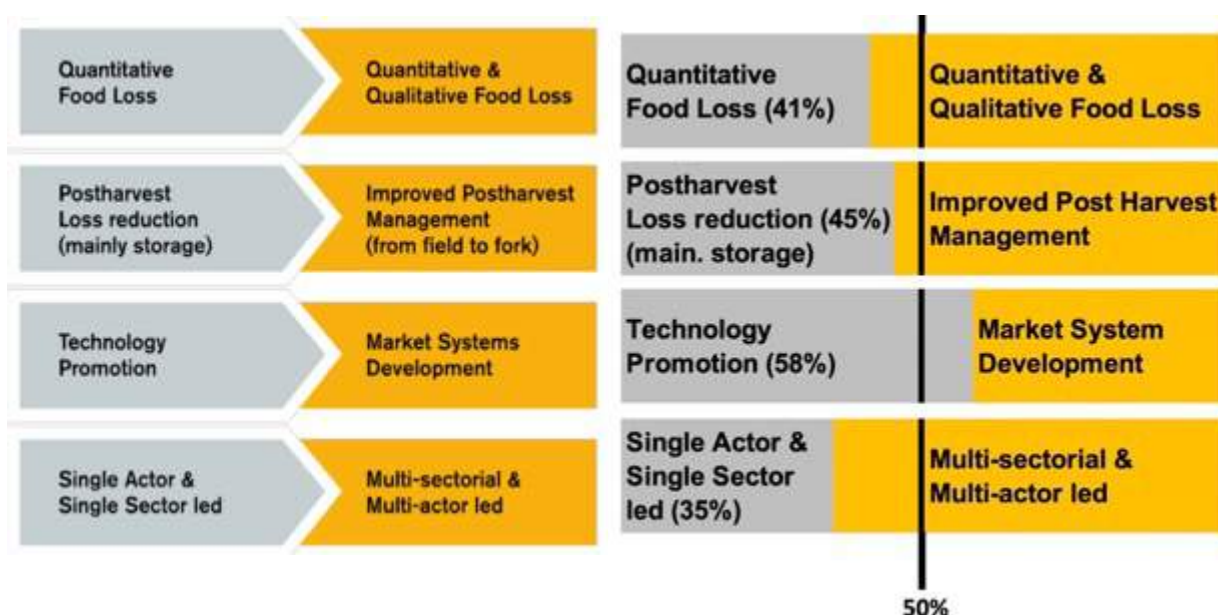 Quantitative
Food Loss
Quantitative &
Qualitative Food Loss
Postharvest
Loss reduction
(mainly storage)
Improved Postharvest
Management
(from field to fork)
Technology
Promotion
Market Systems
Development
Single Actor &
Single Sector led
Multi-sectorial &
Multi-actor led
Quantitative
Food Loss (41%)
Quantitative &
Qualitative Food Loss
Postharvest
Loss reduction (45%)
(main. storage)
Improved Post Harvest
Management
Technology
Promotion (58%)
Market System
Development
Single Actor &
Single Sector
led (35%)
Multi-sectorial &
Multi-actor led
50%